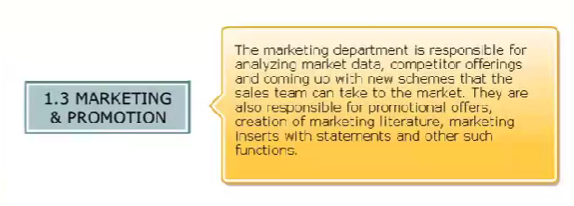 1.3 MARKETING
& PROMOTION
The marketing department is responsible for
analyzing market data, competitor offerings
and coming up with new schemes that the
sales team can take to the market. They are
also responsible for promotional offers,
creation of marketing literature, marketing
inserts with statements and other such
functions.